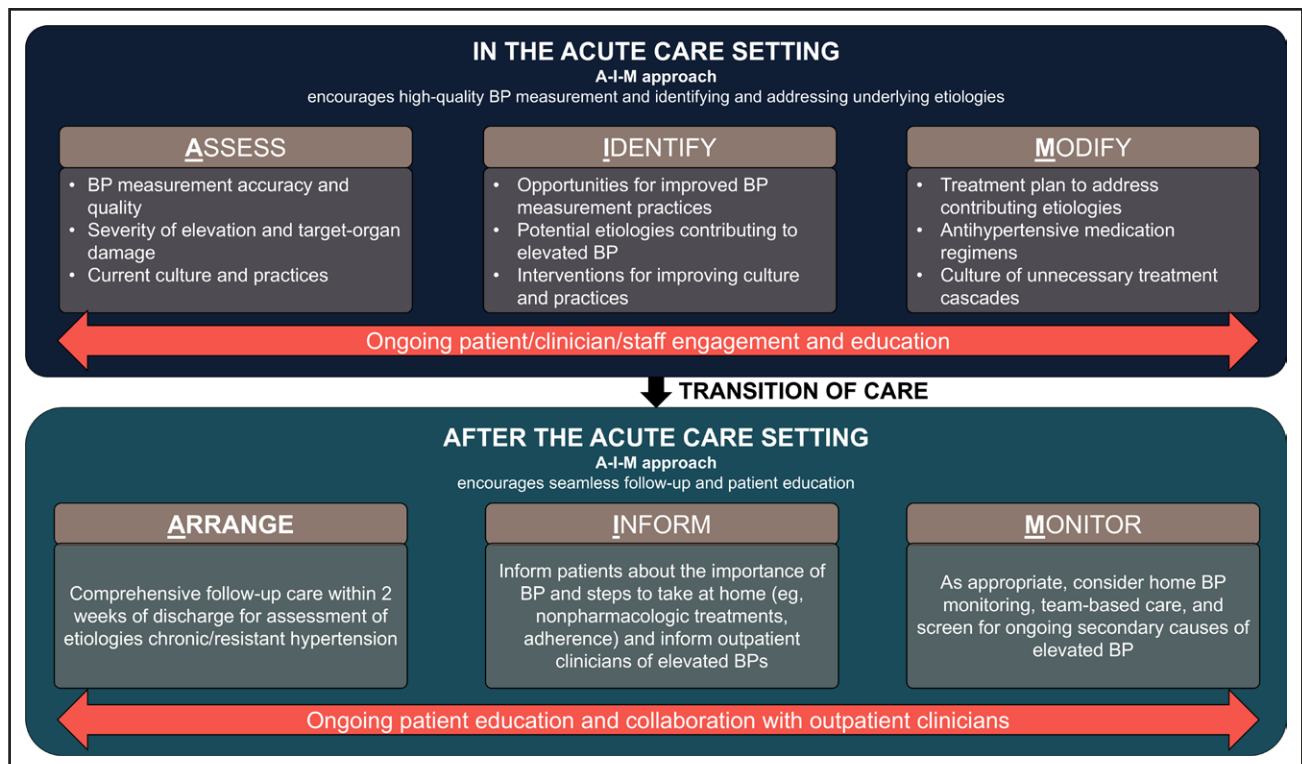 IN THE ACUTE CARE SETTING
A-I-M approach
encourages high-quality BP measurement and identifying and addressing underlying etiologies
ASSESS
• BP measurement accuracy and
quality
• Severity of elevation and target-organ
damage
• Current culture and practices
IDENTIFY
• Opportunities for improved BP
measurement practices
• Potential etiologies contributing to
elevated BP
• Interventions for improving culture
and practices
MODIFY
• Treatment plan to address
contributing etiologies
• Antihypertensive medication
regimens
• Culture of unnecessary treatment
cascades
Ongoing patient/clinician/staff engagement and education
TRANSITION OF CARE
AFTER THE ACUTE CARE SETTING
A-I-M approach
encourages seamless follow-up and patient education
ARRANGE
Comprehensive follow-up care within 2
weeks of discharge for assessment of
etiologies chronic/resistant hypertension
INFORM
Inform patients about the importance of
BP and steps to take at home (eg,
nonpharmacologic treatments,
adherence) and inform outpatient
clinicians of elevated BPs
MONITOR
As appropriate, consider home BP
monitoring, team-based care, and
screen for ongoing secondary causes of
elevated BP
Ongoing patient education and collaboration with outpatient clinicians